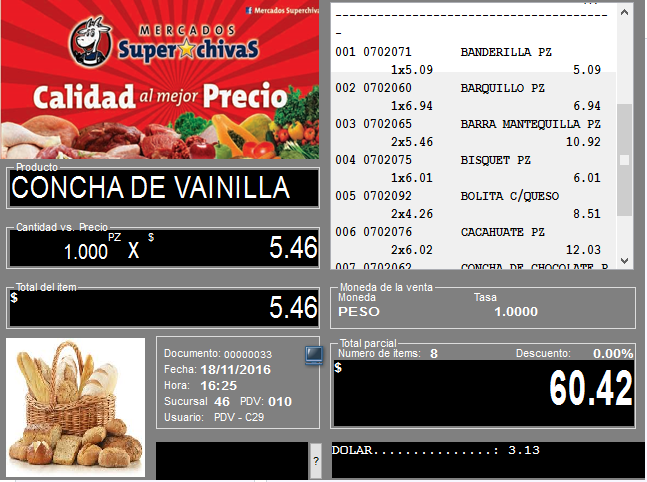 Mercados Superchivas
MERCADOS
SuperchivaS
Calidad al mejor Precio
Producto
CONCHA DE VAINILLA
Cantidad vs. Precio
1.000 PZ X $ 5.46
Total del item
$ 5.46
Documento: 00000033
Fecha: 18/11/2016
Hora: 16:25
Sucursal 46 PDV: 010
Usuario: PDV - C29
?
--------------------------------
-
001 0702071 BANDERILLA PZ
1x5.09 5.09
002 0702060 BARQUILLO PZ
1x6.94 6.94
003 0702065 BARRA MANTEQUILLA PZ
2x5.46 10.92
004 0702075 BISQUET PZ
1x6.01 6.01
005 0702092 BOLITA C/QUESO
2x4.26 8.51
006 0702076 CACAHUATE PZ
2x6.02 12.03
007 0702062 CONCHA DE CHOCOLATE P
Moneda de la venta
Moneda Tasa
PESO 1.0000
Total parcial
Numero de items: 8 Descuento: 0.00%
$ 60.42
DOLAR...............: 3.13